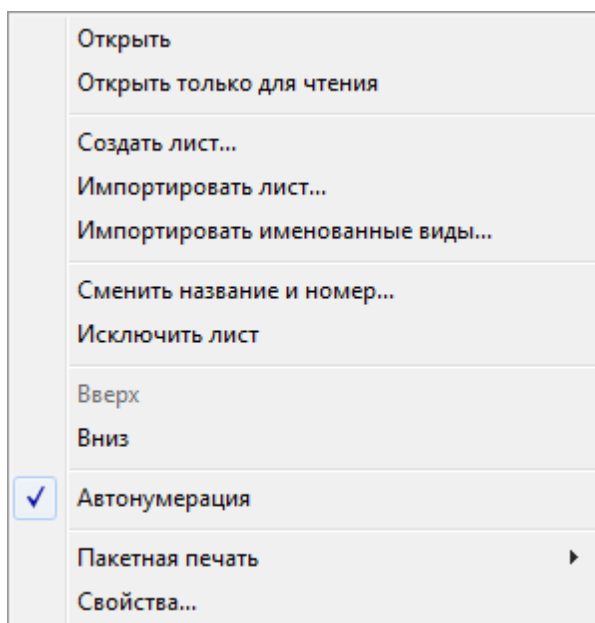 Открыть
Открыть только для чтения
Создать лист...
Импортировать лист...
Импортировать именованные виды...
Сменить название и номер...
Исключить лист
Вверх
Вниз
Автонумерация
Пакетная печать
Свойства...